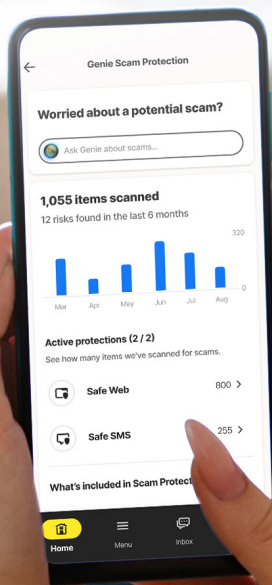 Genie Scam Protection
Worried about a potential scam?
Ask Genie about scams...
1,055 items scanned
12 risks found in the last 6 months
320
0
Mar Apr May Jun Jul Aug
Active protections (2 / 2)
See how many items we've scanned for scams.
Safe Web 800
Safe SMS 255
What's included in Scam Protect
Home Menu Inbox